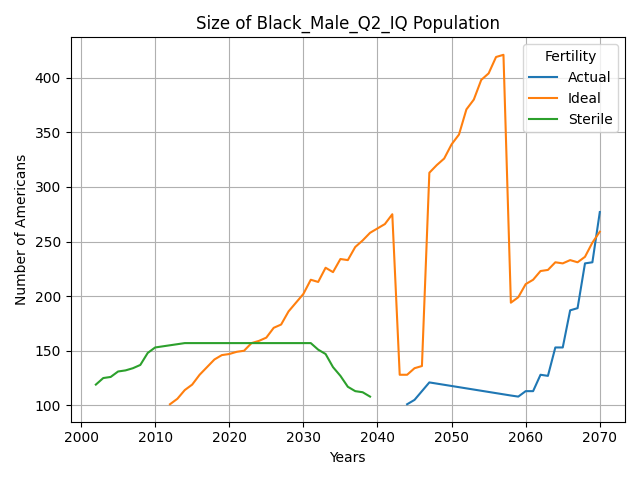 Size of Black_Male_Q2_IQ Population
Number of Americans
400
350
300
250
200
150
100
Fertility
Actual
Ideal
Sterile
2000 2010 2020 2030 2040 2050 2060 2070
Years